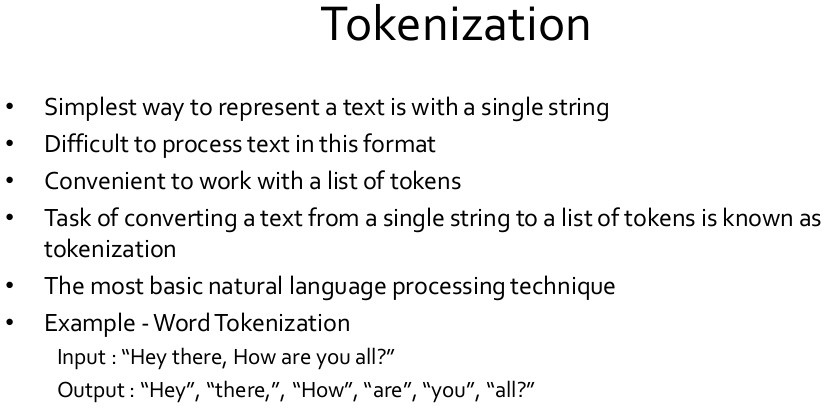 Tokenization
• Simplest way to represent a text is with a single string
• Difficult to process text in this format
• Convenient to work with a list of tokens
• Task of converting a text from a single string to a list of tokens is known as
tokenization
• The most basic natural language processing technique
• Example - Word Tokenization
Input : “Hey there, How are you all?”
Output : “Hey”, “there,”, “How”, “are”, “you”, “all?”